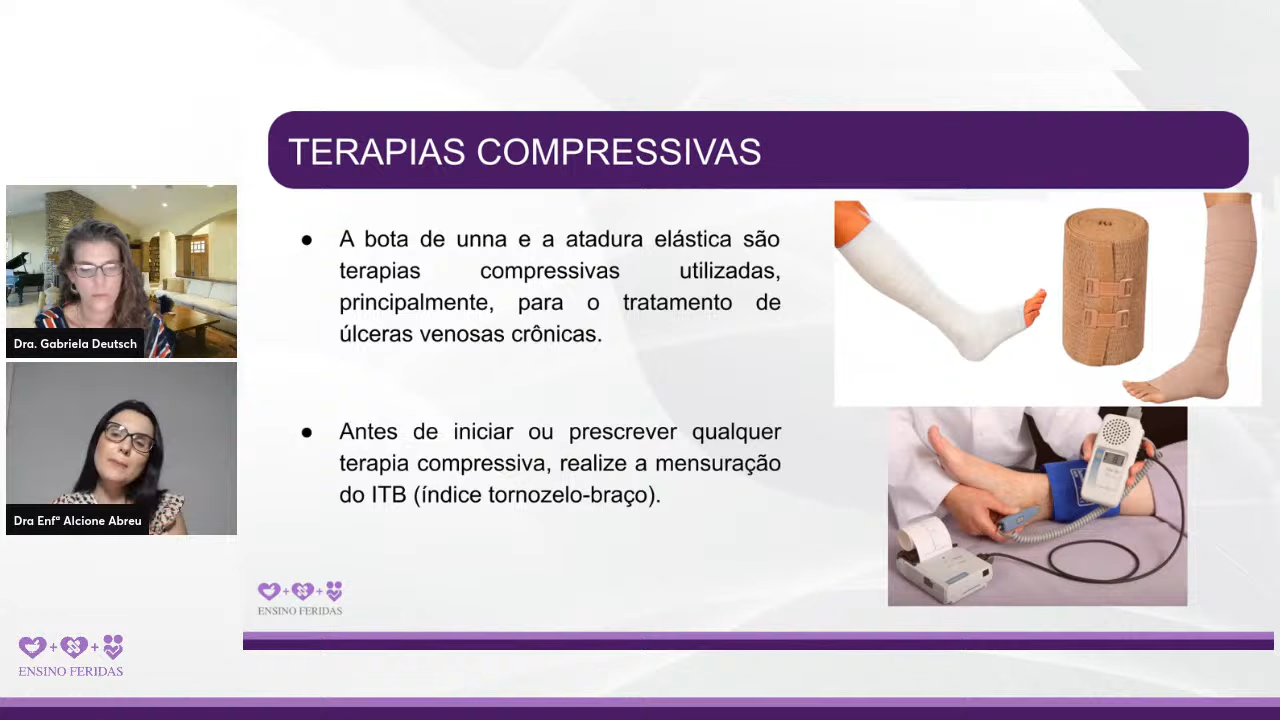 TERAPIAS COMPRESSIVAS
● A bota de unna e a atadura elástica são
terapias compressivas utilizadas,
principalmente, para o tratamento de
úlceras venosas crônicas.
● Antes de iniciar ou prescrever qualquer
terapia compressiva, realize a mensuração
do ITB (índice tornozelo-braço).
Dra. Gabriela Deutsch
Dra Enfª Alcione Abreu
ENSINO FERIDAS
ENSINO FERIDAS